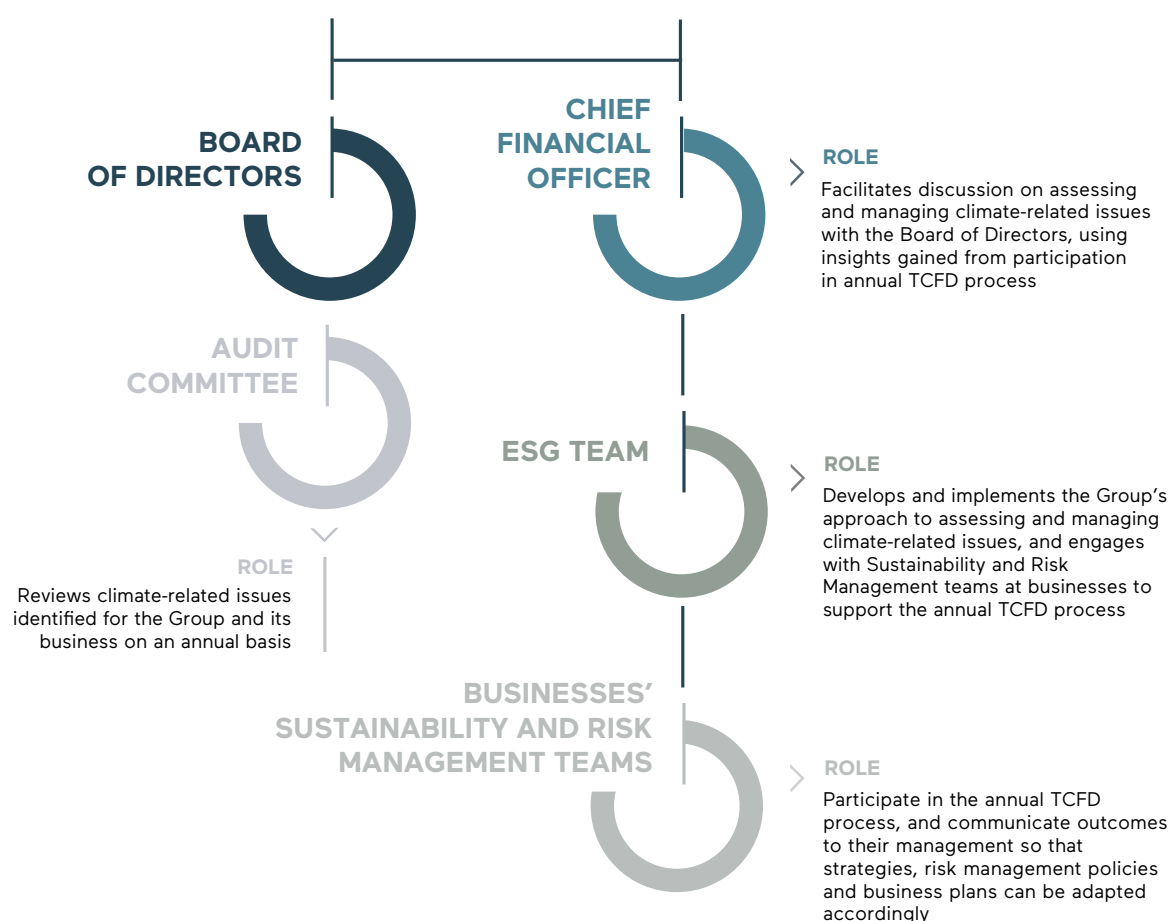 BOARD
OF DIRECTORS
CHIEF
FINANCIAL
OFFICER
ROLE
Facilitates discussion on assessing
and managing climate-related issues
with the Board of Directors, using
insights gained from participation
in annual TCFD process
AUDIT
COMMITTEE
ROLE
Reviews climate-related issues
identified for the Group and its
business on an annual basis
ESG TEAM
ROLE
Develops and implements the Group’s
approach to assessing and managing
climate-related issues, and engages
with Sustainability and Risk
Management teams at businesses to
support the annual TCFD process
BUSINESSES’
SUSTAINABILITY AND RISK
MANAGEMENT TEAMS
ROLE
Participate in the annual TCFD
process, and communicate outcomes
to their management so that
strategies, risk management policies
and business plans can be adapted
accordingly